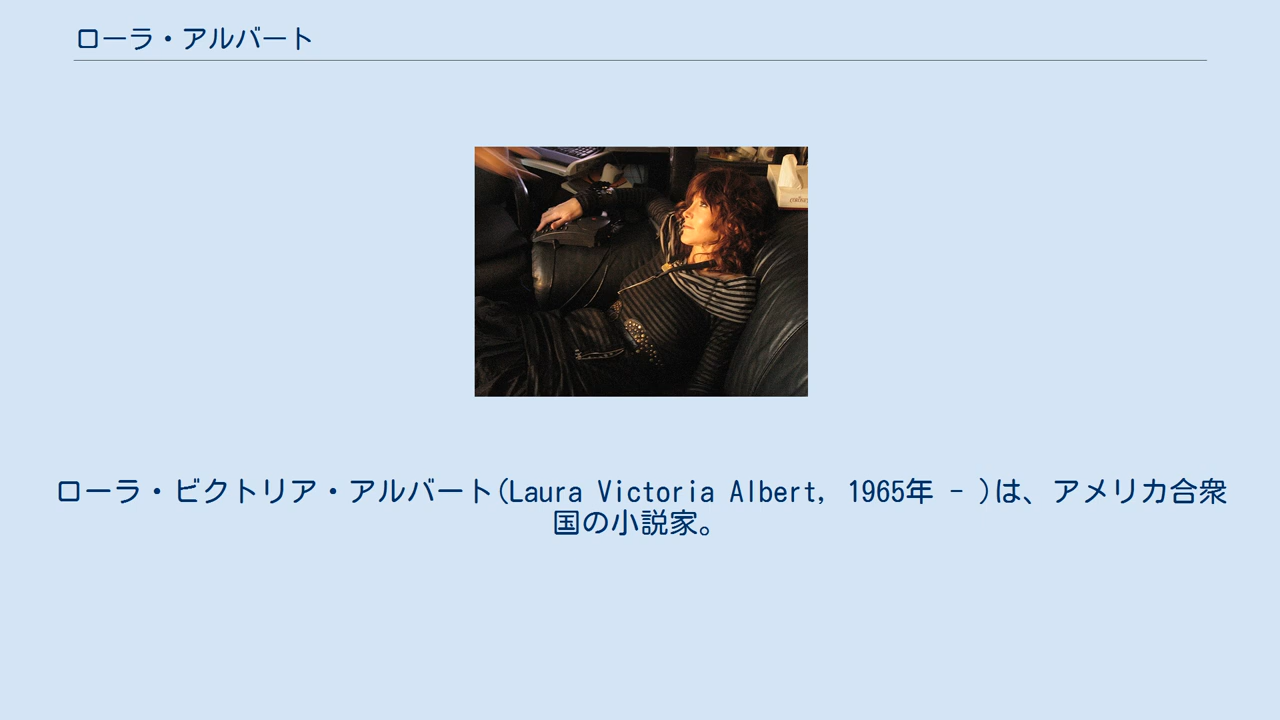 ローラ・アルバート
ローラ・ビクトリア・アルバート(Laura Victoria Albert, 1965年 - )は、アメリカ合衆
国の小説家。